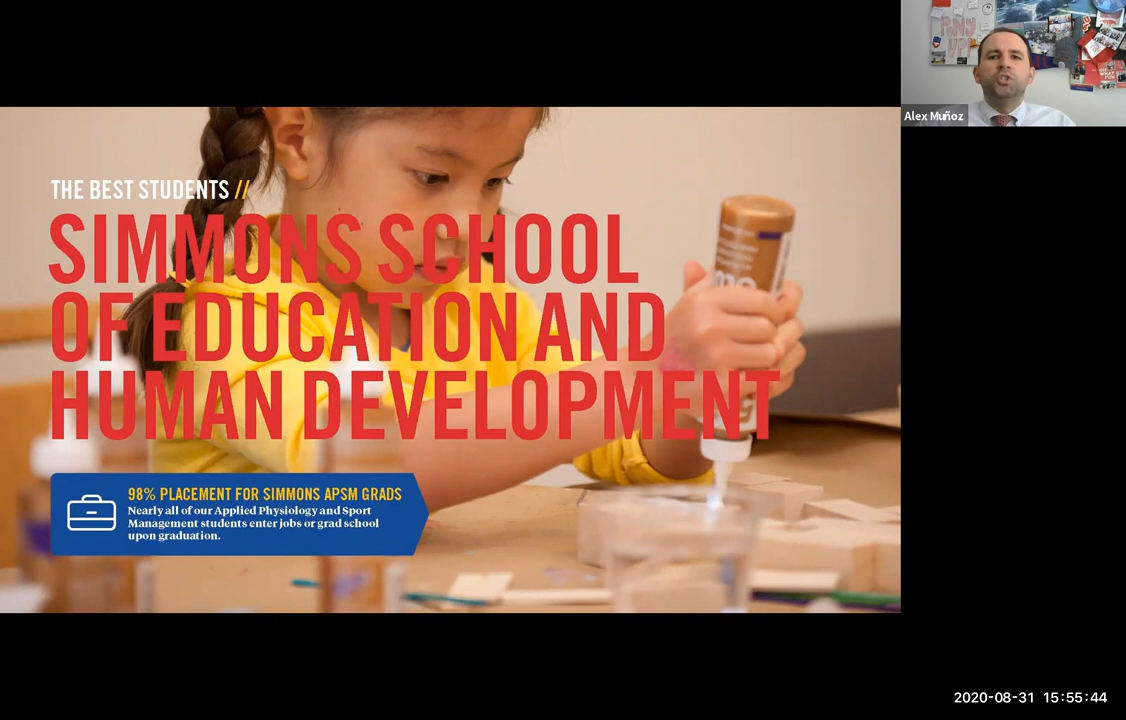 THE BEST STUDENTS //
SIMMONS SCHOOL
OF EDUCATION AND
HUMAN DEVELOPMENT
98% PLACEMENT FOR SIMMONS APSM GRADS
Nearly all of our Applied Physiology and Sport
Management students enter jobs or grad school
upon graduation.
PONY
UP
Alex Muñoz
2020-08-31 15:55:44